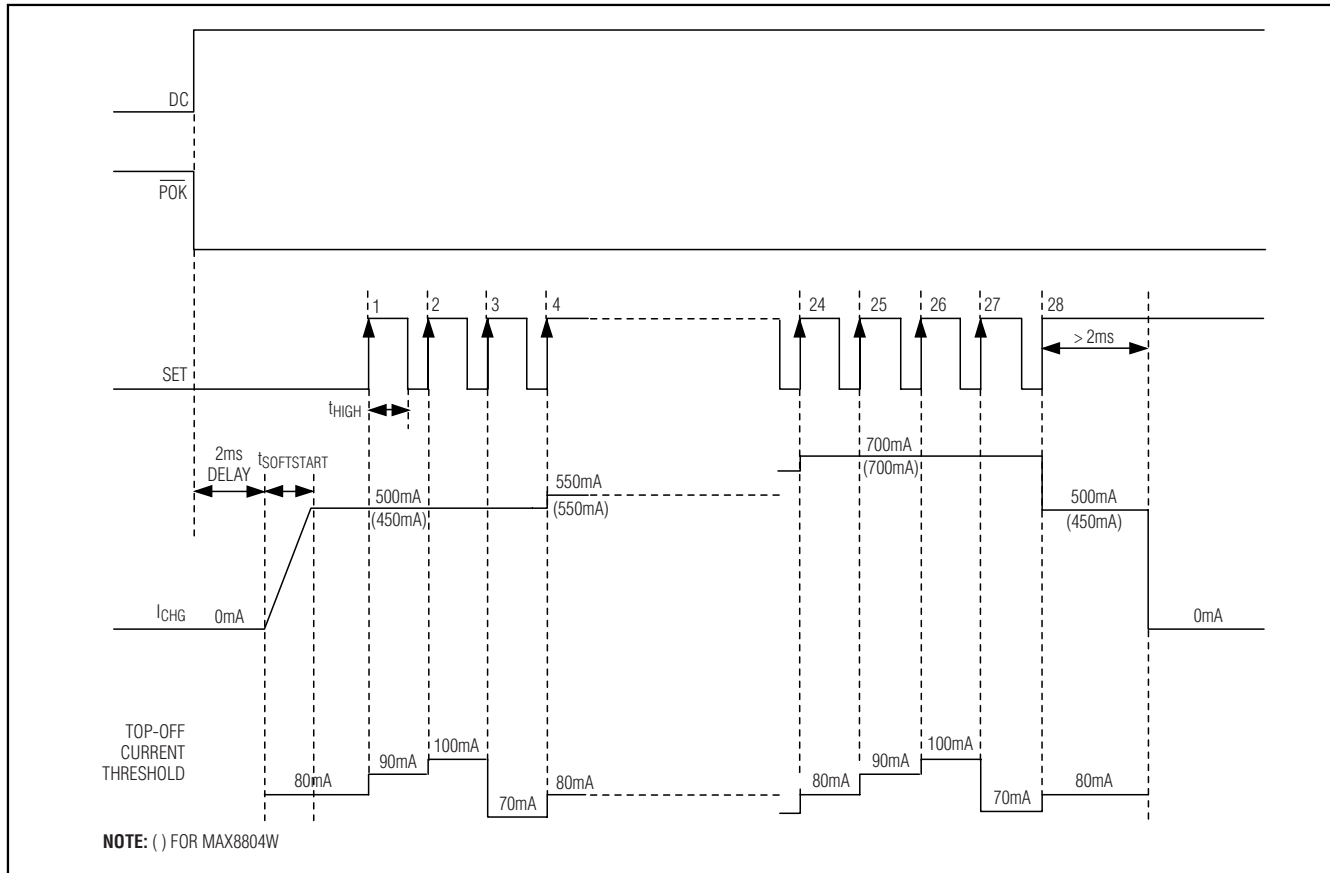 DC
POK
1 2 3 4 24 25 26 27 28
> 2ms
SET
tHIGH
2ms
DELAY
tSOFTSTART
700mA
(700mA)
500mA
(450mA)
550mA
(550mA)
500mA
(450mA)
ICHG 0mA
0mA
TOP-OFF
CURRENT
THRESHOLD
80mA 90mA 100mA 70mA 80mA 80mA 90mA 100mA 70mA 80mA
NOTE: ( ) FOR MAX8804W